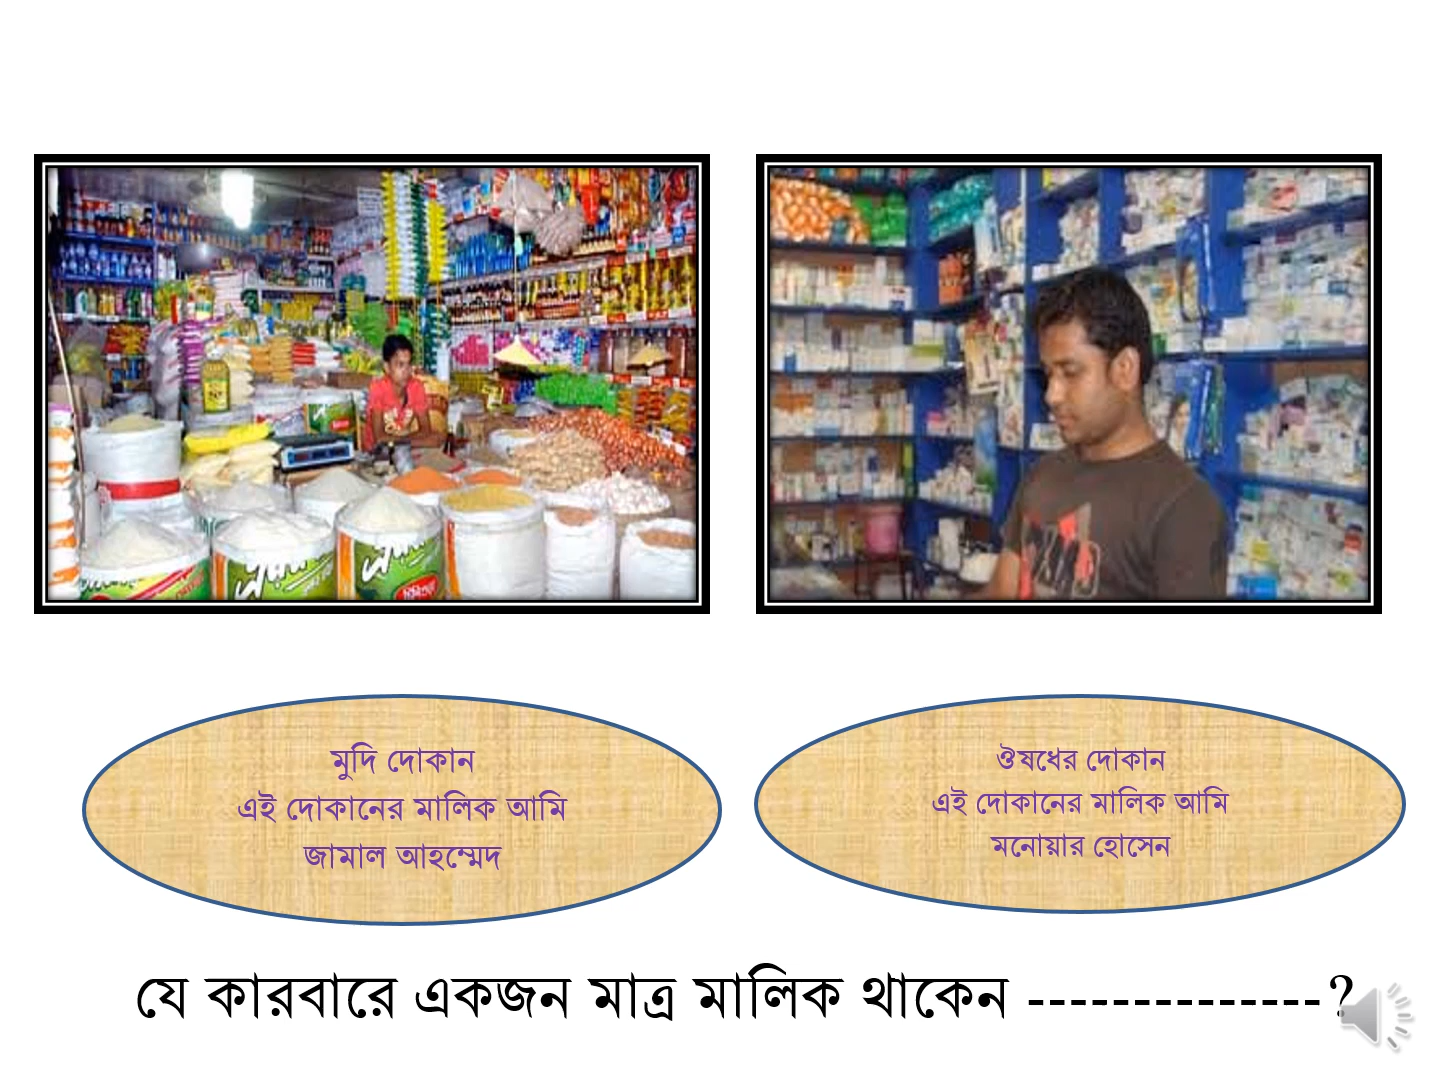 মুদি দোকান
এই দোকানের মালিক আমি
জামাল আহম্মেদ
ঔষধের দোকান
এই দোকানের মালিক আমি
মনোয়ার হোসেন
যে কারবারে একজন মাত্র মালিক থাকেন --------------?